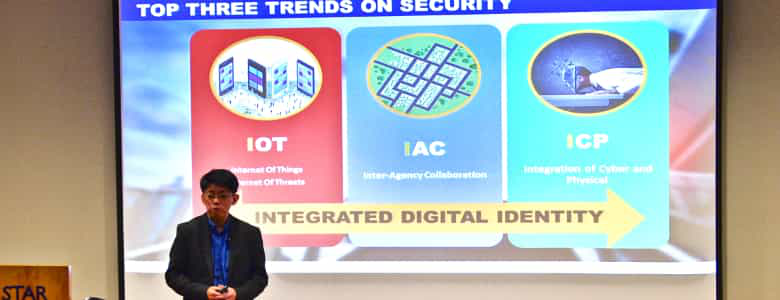 TOP THREE TRENDS ON SECURITY
IOT
Internet Of Things
Internet Of Threats
IAC
Inter-Agency Collaboration
ICP
Integration of Cyber and
Physical
INTEGRATED DIGITAL IDENTITY
STAR